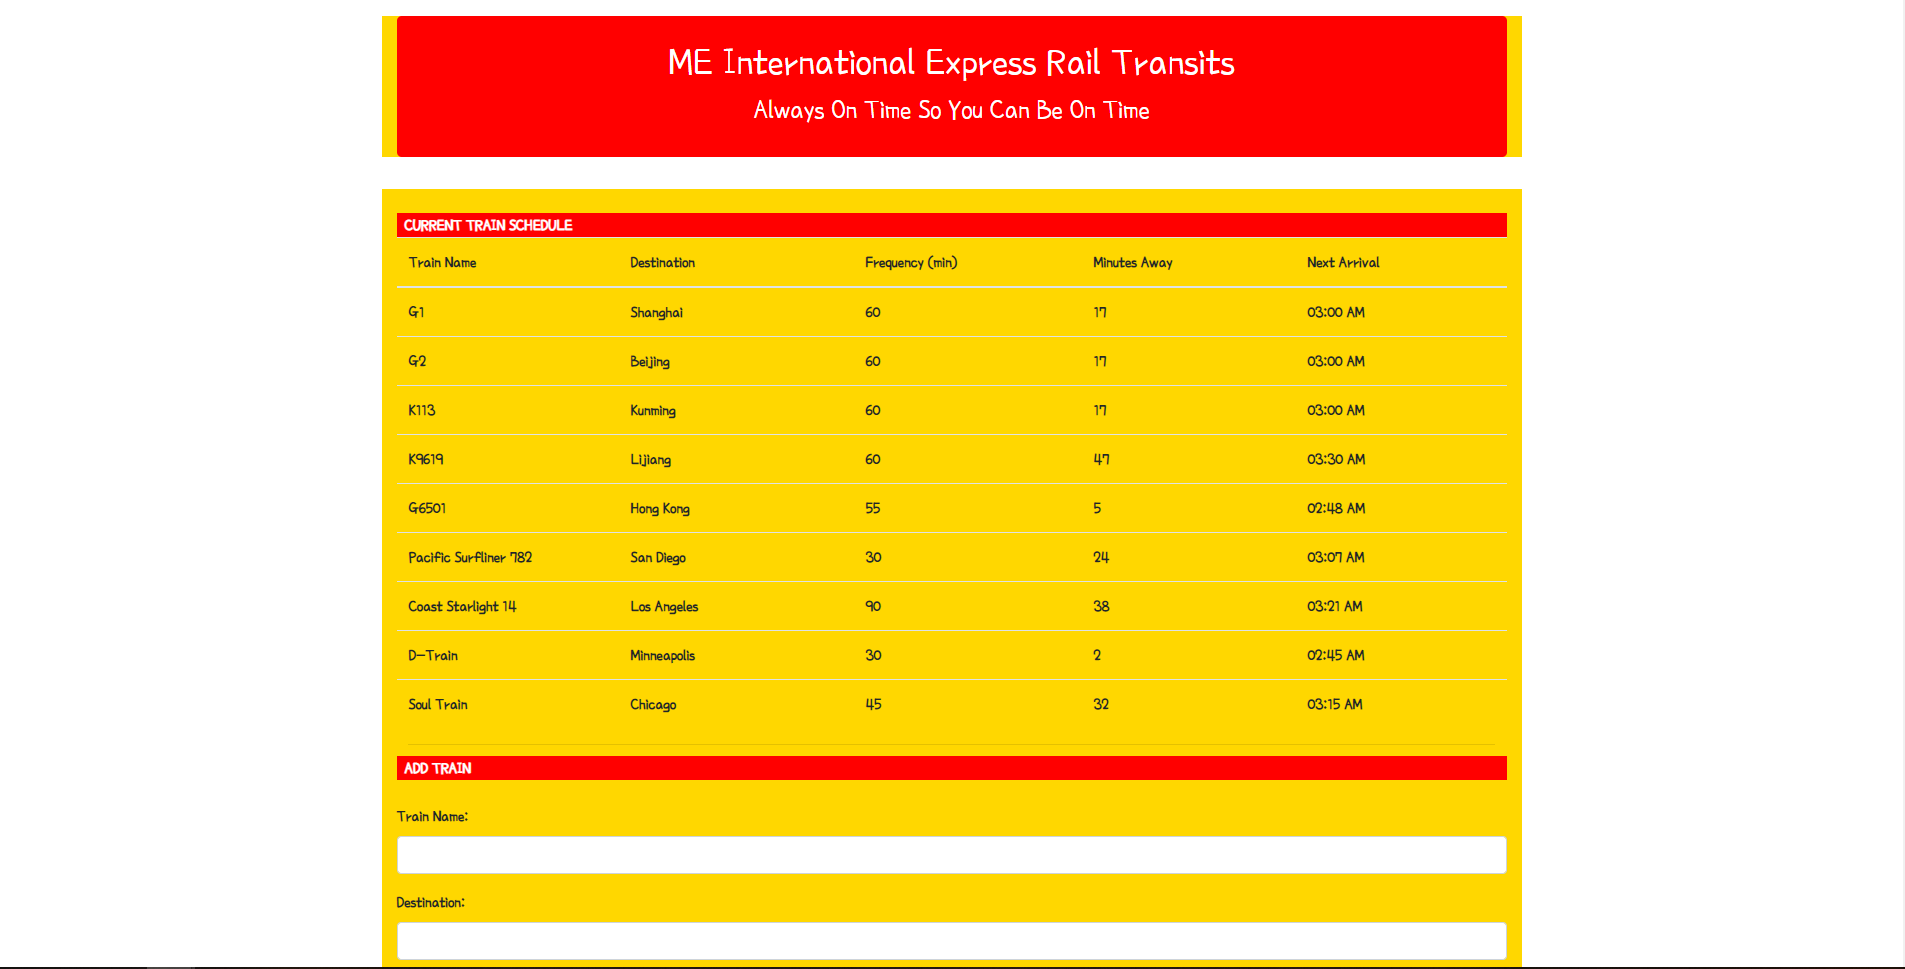 ME International Express Rail Transits
Always On Time So You Can Be On Time
CURRENT TRAIN SCHEDULE
Train Name Destination Frequency (min) Minutes Away Next Arrival
G1 Shanghai 60 17 03:00 AM
G2 Beijing 60 17 03:00 AM
K113 Kunming 60 17 03:00 AM
K9619 Lijiang 60 47 03:30 AM
G6501 Hong Kong 55 5 02:48 AM
Pacific Surfliner 782 San Diego 30 24 03:07 AM
Coast Starlight 14 Los Angeles 90 38 03:21 AM
D-Train Minneapolis 30 2 02:45 AM
Soul Train Chicago 45 32 03:15 AM
ADD TRAIN
Train Name:
Destination: